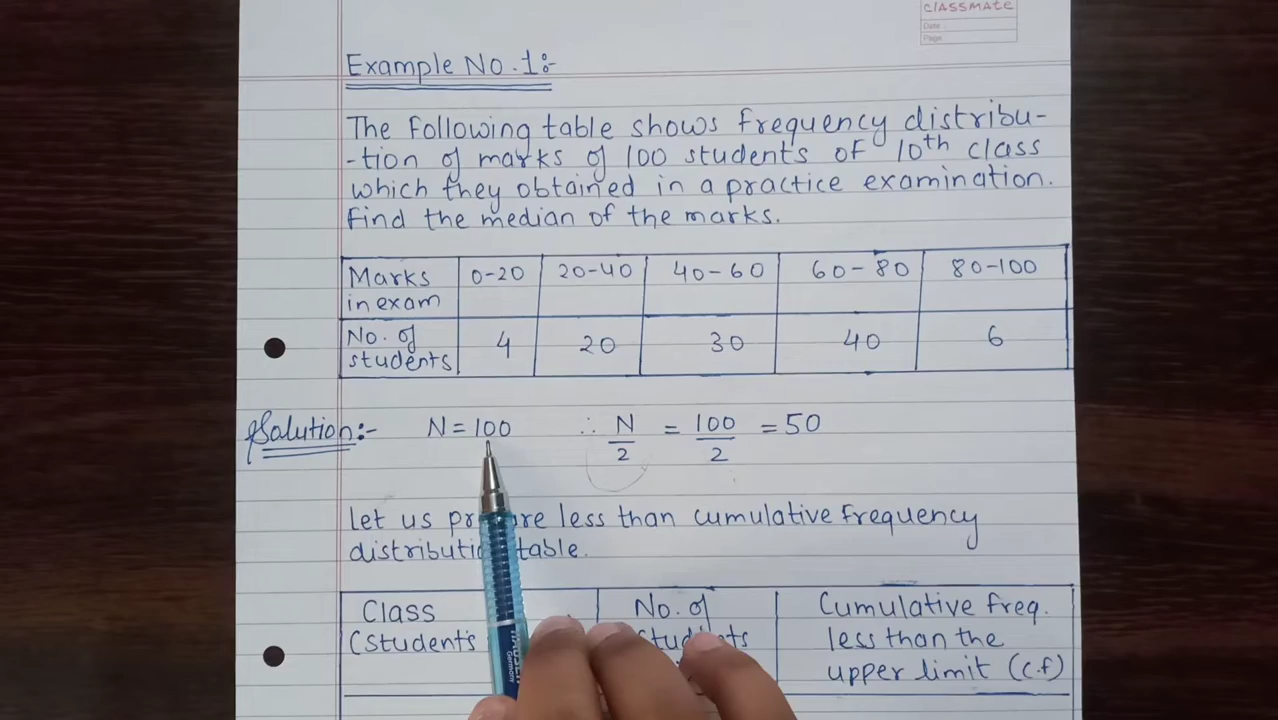 classmate
Date
Page
Example No.1:-
The following table shows frequency distribu-
-tion of marks of 100 students of 10th class
which they obtained in a practice examination.
Find the median of the marks.
Marks in exam 0-20 20-40 40-60 60-80 80-100
No. of students 4 20 30 40 6
Solution:- N=100 ∴ N/2 = 100/2 = 50
Let us less than cumulative frequency
table.
Class No. of Cumulative freq.
(Students less than the
upper limit (c.f)
Germany